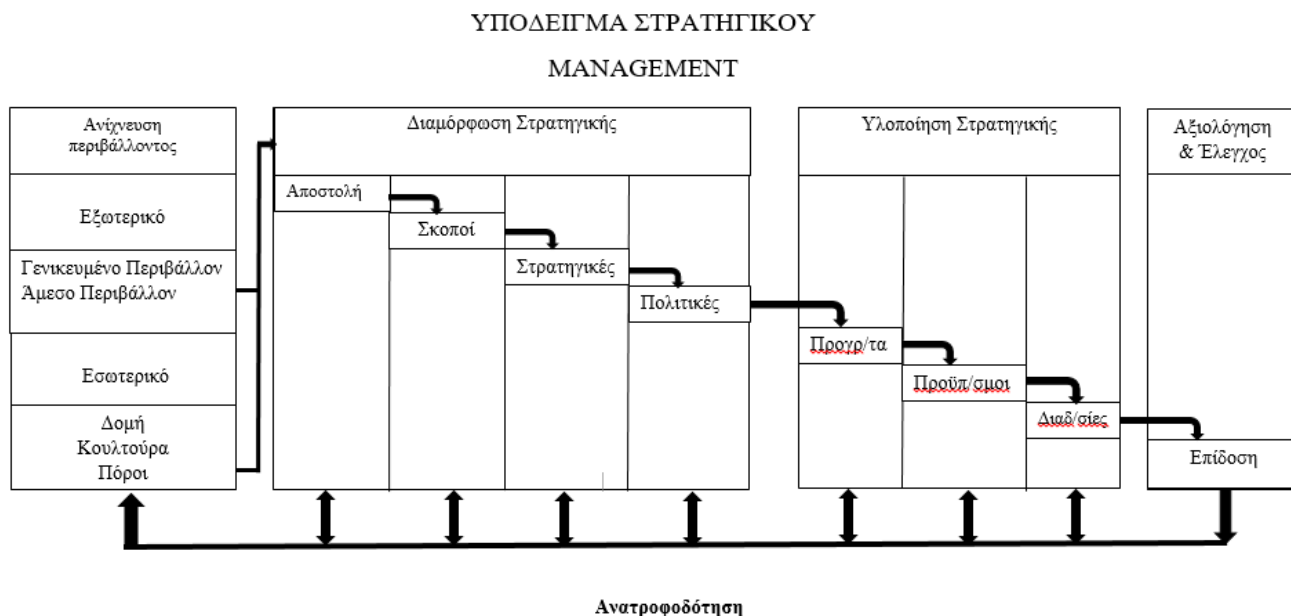 ΥΠΟΔΕΙΓΜΑ ΣΤΡΑΤΗΓΙΚΟΥ
MANAGEMENT
Ανίχνευση
περιβάλλοντος
Εξωτερικό
Γενικευμένο Περιβάλλον
Άμεσο Περιβάλλον
Εσωτερικό
Δομή
Κουλτούρα
Πόροι
Διαμόρφωση Στρατηγικής
Αποστολή
Σκοποί
Στρατηγικές
Πολιτικές
Υλοποίηση Στρατηγικής
Προγρ/τα
Προϋπ/σμοι
Διαδ/σίες
Αξιολόγηση
& Έλεγχος
Επίδοση
Ανατροφοδότηση